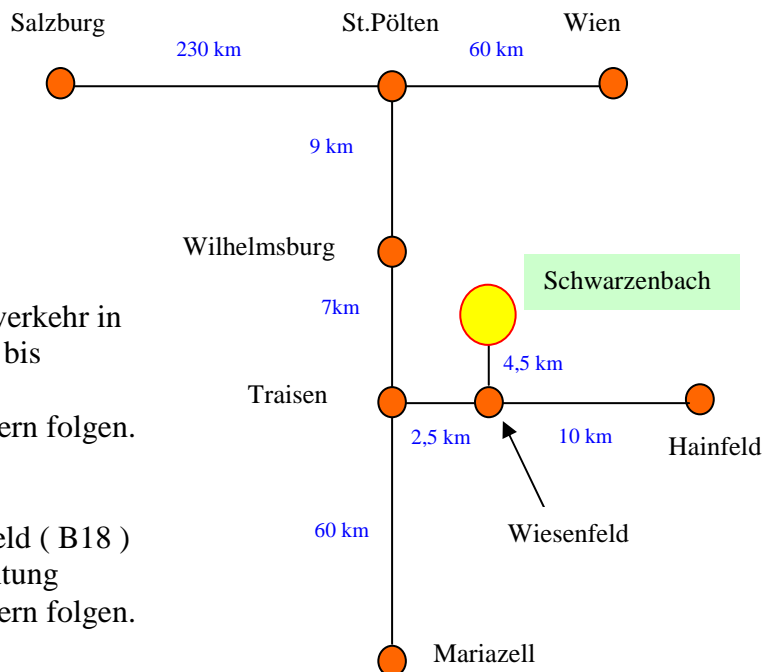 Salzburg St.Pölten Wien
230 km 60 km
9 km
Wilhelmsburg
Schwarzenbach
verkehr in
7km
bis
4,5 km
Traisen
ern folgen.
2,5 km 10 km
Hainfeld
eld ( B18 )
60 km
Wiesenfeld
tung
ern folgen.
Mariazell